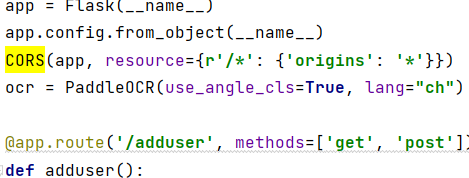 app = Flask(__name__)
app.config.from_object(__name__)
CORS(app, resource={r'/*': {'origins': '*'}})
ocr = PaddleOCR(use_angle_cls=True, lang="ch")
@app.route('/adduser', methods=['get', 'post'])
def adduser():